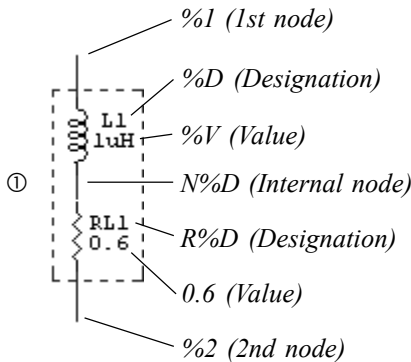 %1 (1st node)
%D (Designation)
L1
1uH
%V (Value)
①
N%D (Internal node)
RL1
0.6
R%D (Designation)
0.6 (Value)
%2 (2nd node)